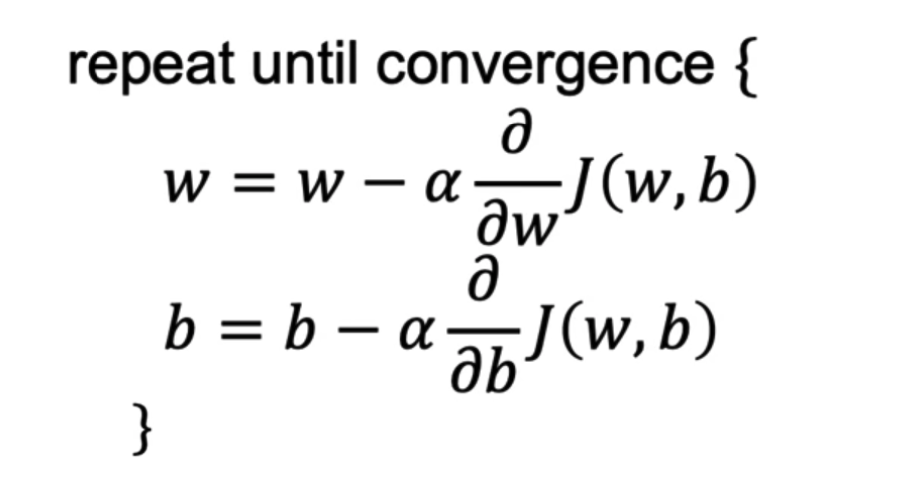 repeat until convergence {
w = w − α ∂/∂w J(w, b)
b = b − α ∂/∂b J(w, b)
}